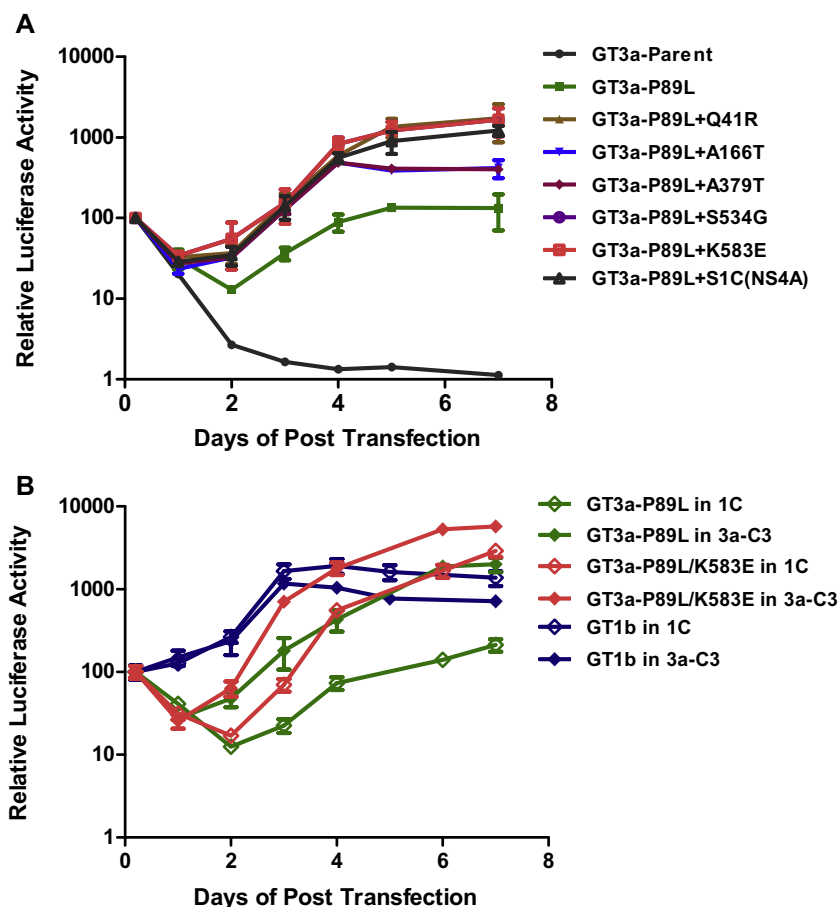 A
Relative Luciferase Activity
10000
1000
100
10
1
0 2 4 6 8
Days of Post Transfection
GT3a-Parent
GT3a-P89L
GT3a-P89L+Q41R
GT3a-P89L+A166T
GT3a-P89L+A379T
GT3a-P89L+S534G
GT3a-P89L+K583E
GT3a-P89L+S1C(NS4A)
B
Relative Luciferase Activity
10000
1000
100
10
1
0 2 4 6 8
Days of Post Transfection
GT3a-P89L in 1C
GT3a-P89L in 3a-C3
GT3a-P89L/K583E in 1C
GT3a-P89L/K583E in 3a-C3
GT1b in 1C
GT1b in 3a-C3